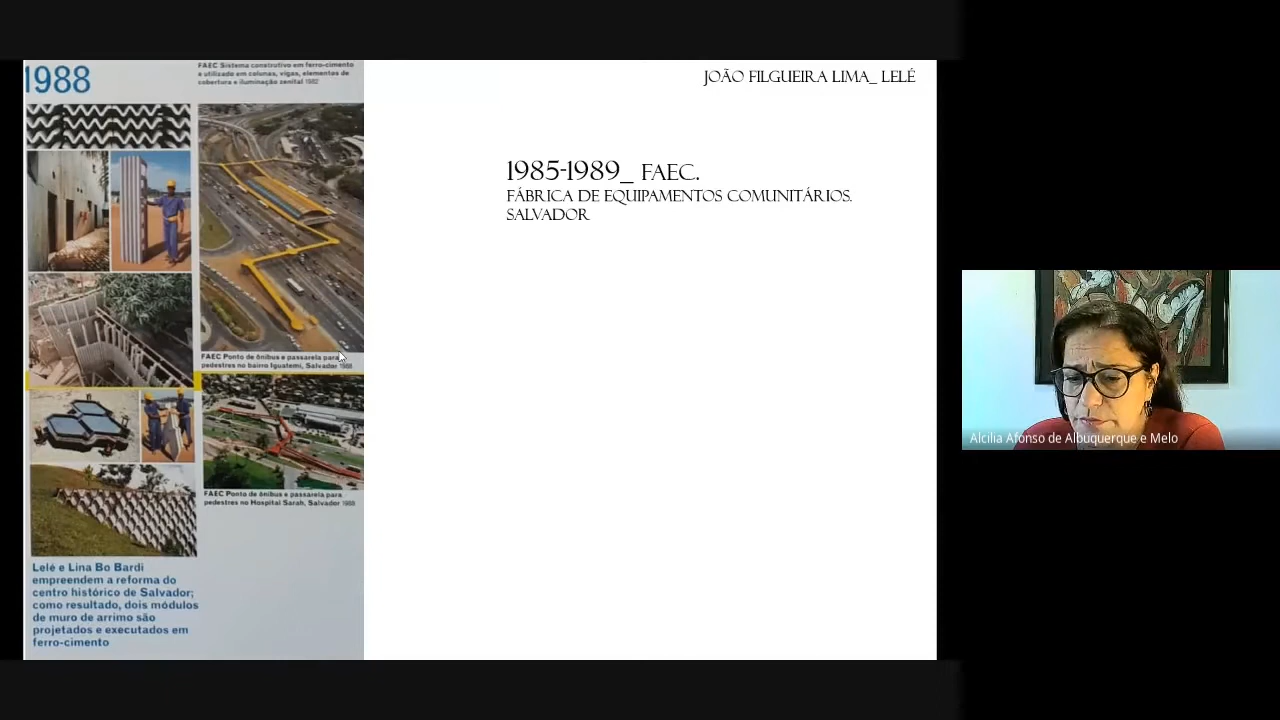 1988
FAEC Sistema construtivo em ferro-cimento
e utilizado em colunas, vigas, elementos de
cobertura e iluminação zenital 1982
FAEC Ponto de ônibus e passarela para
pedestres no bairro Iguatemi, Salvador 1988
FAEC Ponto de ônibus e passarela para
pedestres no Hospital Sarah, Salvador 1988
Lelé e Lina Bo Bardi
empreendem a reforma do
centro histórico de Salvador;
como resultado, dois módulos
de muro de arrimo são
projetados e executados em
ferro-cimento
JOÃO FILGUEIRA LIMA_ LELÉ
1985-1989_ FAEC.
FÁBRICA DE EQUIPAMENTOS COMUNITÁRIOS.
SALVADOR
Alcilia Afonso de Albuquerque e Melo